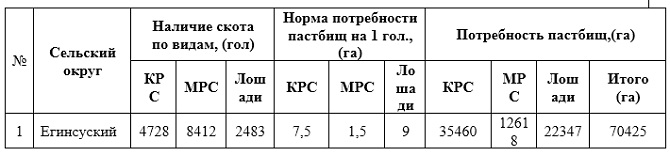 № Сельский округ Наличие скота по видам, (гол) Норма потребности пастбищ на 1 гол., (га) Потребность пастбищ,(га)
КРС МРС Лошади КРС МРС Лошади КРС МРС Лошади Итого (га)
1 Егинсуский 4728 8412 2483 7,5 1,5 9 35460 12618 22347 70425